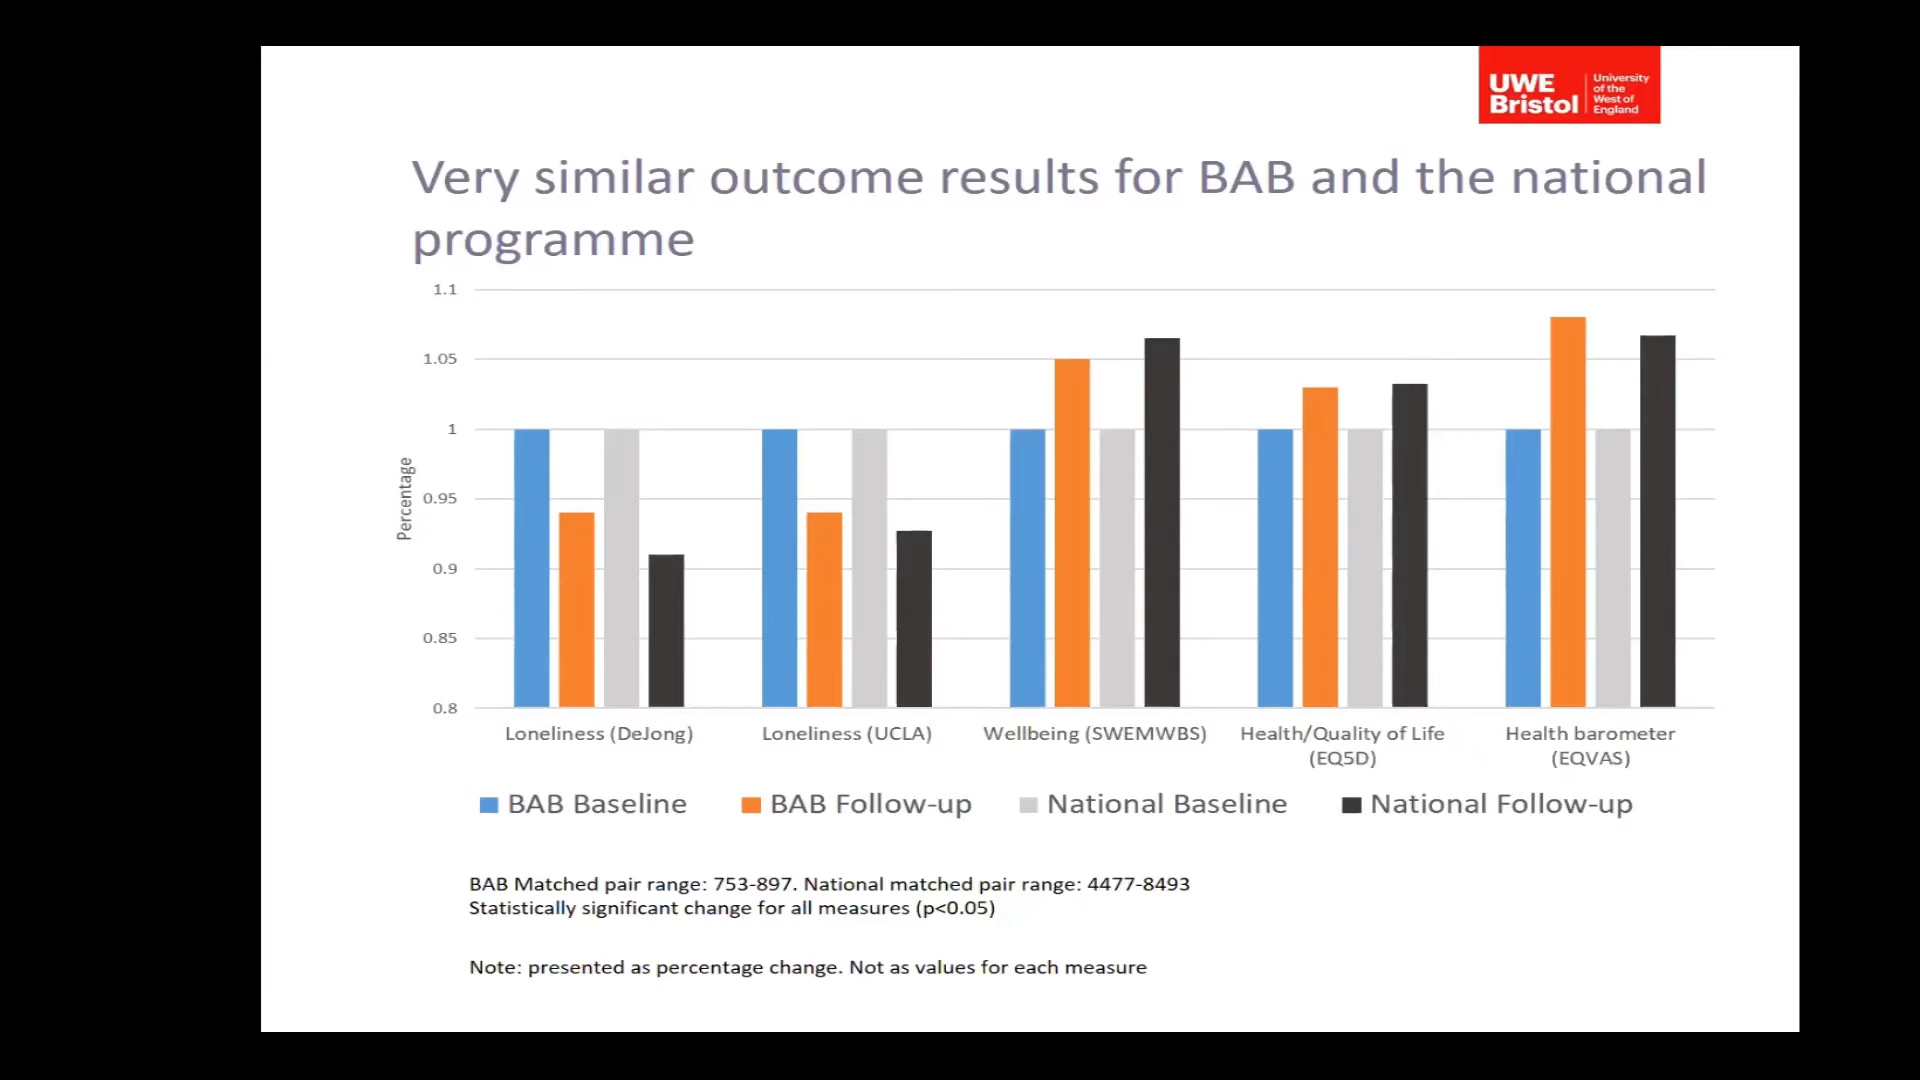 UWE
Bristol
University
of the
West of
England
Very similar outcome results for BAB and the national
programme
1.1
1.05
1
0.95
0.9
0.85
0.8
Percentage
Loneliness (DeJong)
Loneliness (UCLA)
Wellbeing (SWEMWBS)
Health/Quality of Life
(EQ5D)
Health barometer
(EQVAS)
BAB Baseline
BAB Follow-up
National Baseline
National Follow-up
BAB Matched pair range: 753-897. National matched pair range: 4477-8493
Statistically significant change for all measures (p<0.05)
Note: presented as percentage change. Not as values for each measure